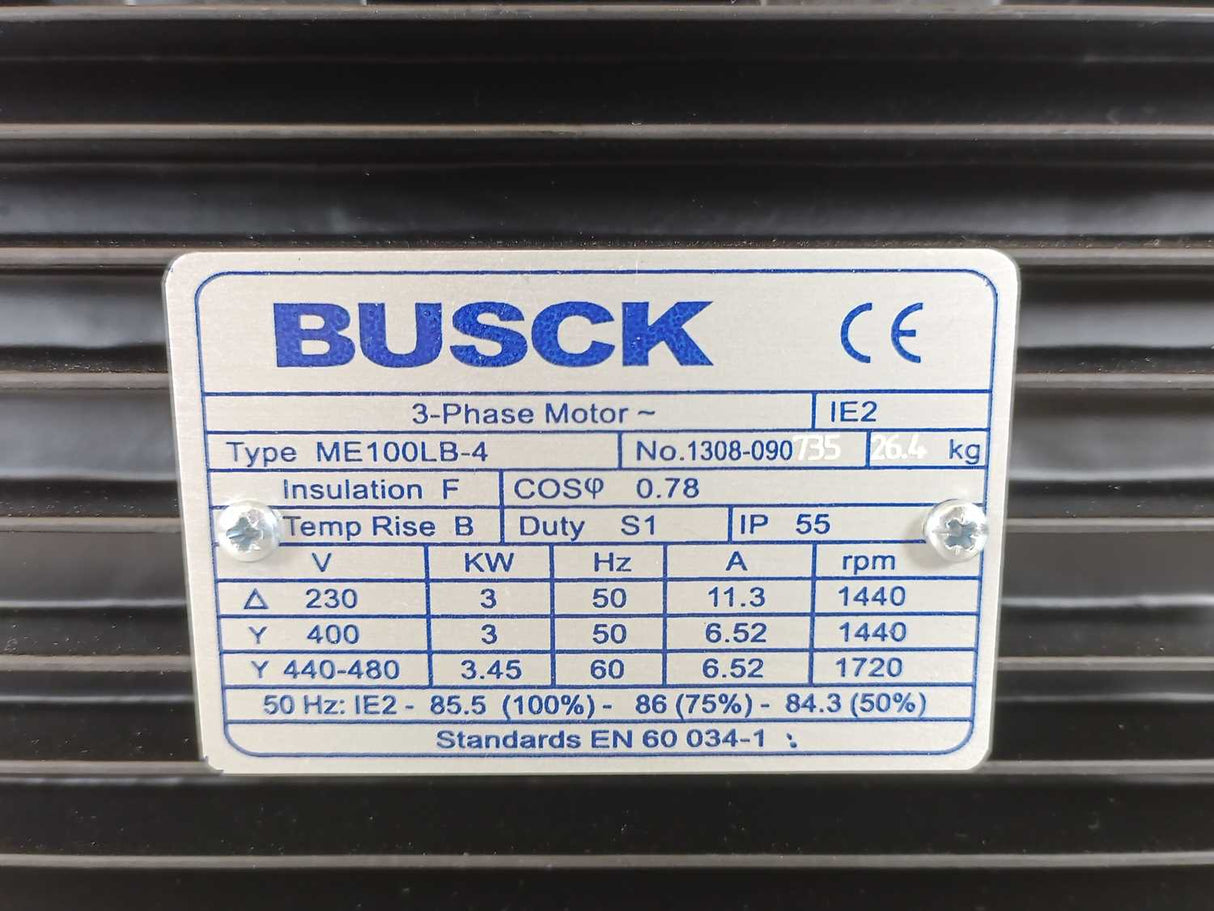 BUSCK CE
3-Phase Motor ~ IE2
Type ME100LB-4 No.1308-090735 26.4 kg
Insulation F COSφ 0.78
Temp Rise B Duty S1 IP 55
V KW Hz A rpm
Δ 230 3 50 11.3 1440
Y 400 3 50 6.52 1440
Y 440-480 3.45 60 6.52 1720
50 Hz: IE2 - 85.5 (100%) - 86 (75%) - 84.3 (50%)
Standards EN 60 034-1